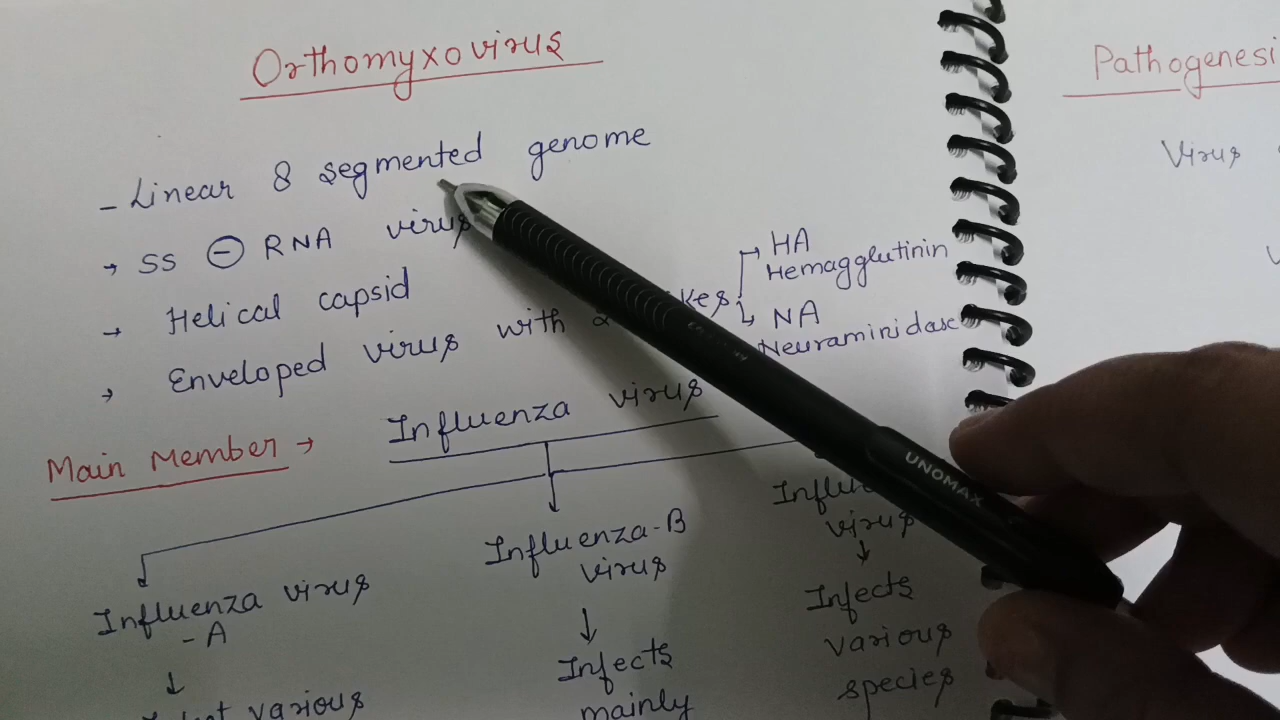 Orthomyxovirus
- Linear 8 segmented genome
→ ss ⊖ RNA virus
→ Helical capsid
→ Enveloped virus with
HA
Hemagglutinin
NA
Neuraminidase
Main Member → Influenza virus
Influenza virus
- A
Influenza-B
virus
↓
Infects
mainly
virus
↓
Infects
various
species
↓
various
Pathogenesi
Virus
UNOMAX